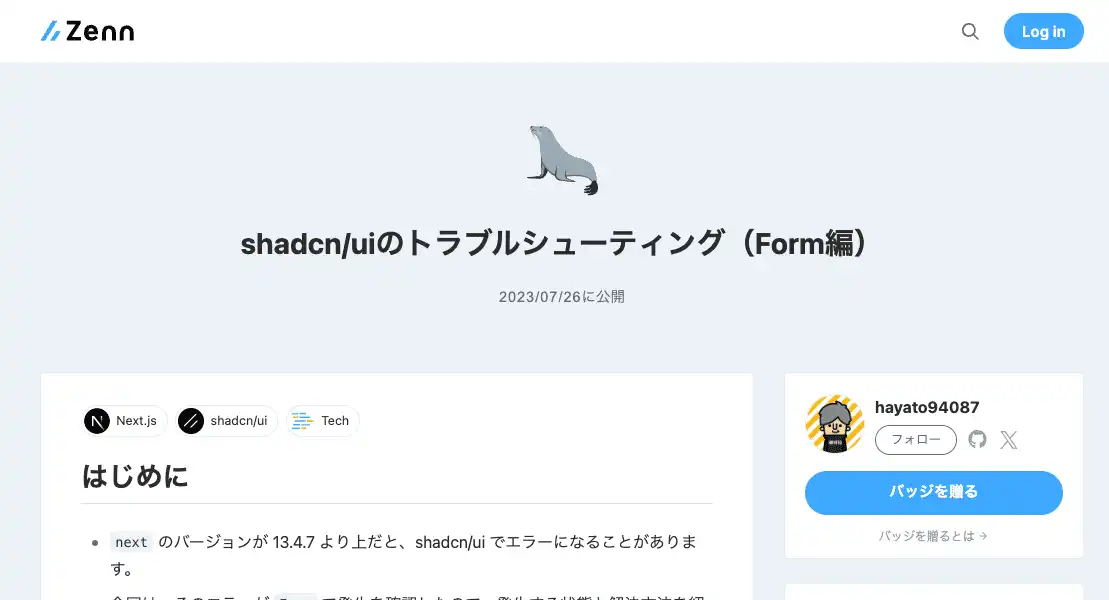 Zenn
Log in
shadcn/uiのトラブルシューティング（Form編）
2023/07/26に公開
Next.js
shadcn/ui
Tech
はじめに
next のバージョンが 13.4.7 より上だと、shadcn/ui でエラーになることがありま
す。
hayato94087
フォロー
バッジを贈る
バッジを贈るとは →